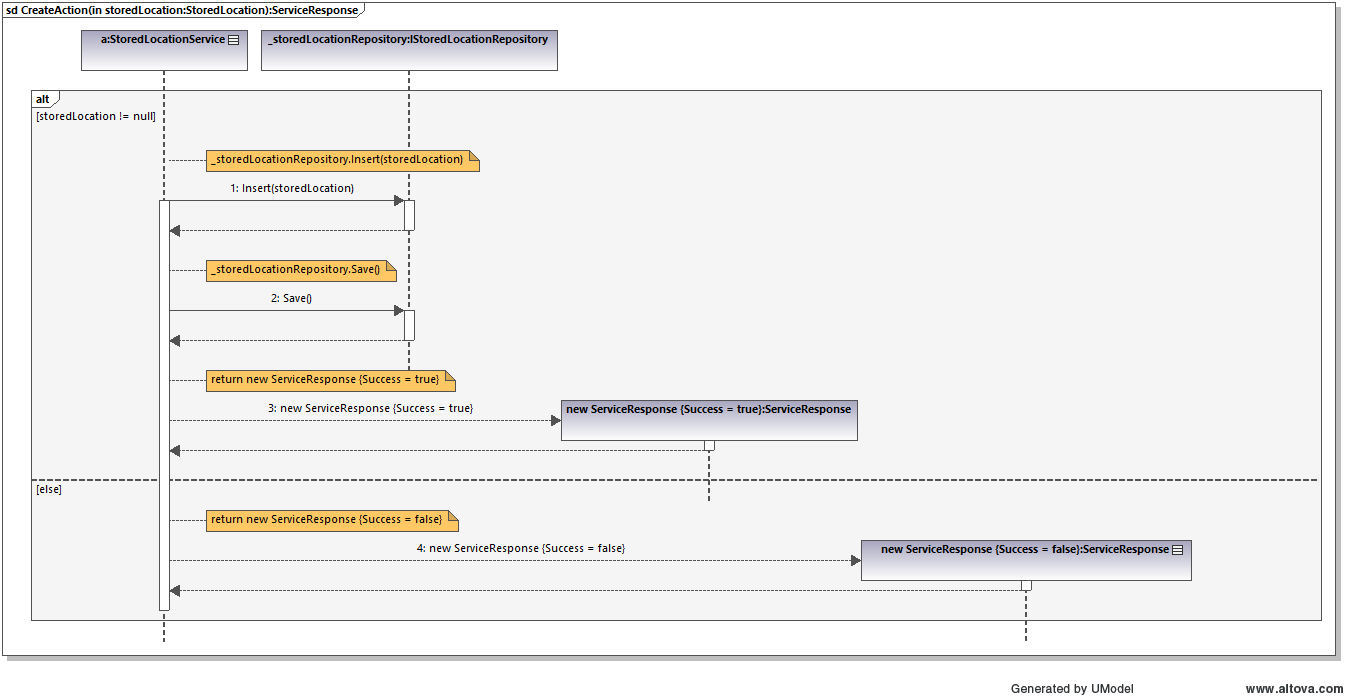 sd CreateAction(in storedLocation:StoredLocation):ServiceResponse
a:StoredLocationService
_storedLocationRepository:IStoredLocationRepository
alt
[storedLocation != null]
_storedLocationRepository.Insert(storedLocation)
1: Insert(storedLocation)
_storedLocationRepository.Save()
2: Save()
return new ServiceResponse {Success = true}
3: new ServiceResponse {Success = true}
new ServiceResponse {Success = true}:ServiceResponse
[else]
return new ServiceResponse {Success = false}
4: new ServiceResponse {Success = false}
new ServiceResponse {Success = false}:ServiceResponse
Generated by UModel
www.altova.com